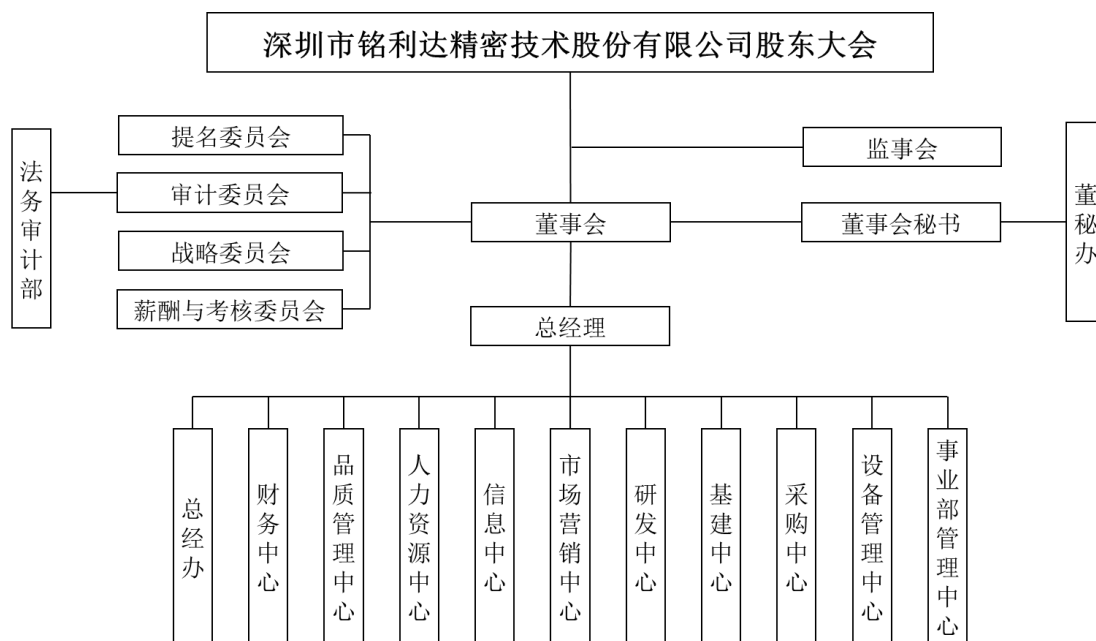 深圳市铭利达精密技术股份有限公司股东大会
提名委员会
监事会
法务审计部
审计委员会
董事会
董事会秘书
董秘办
战略委员会
薪酬与考核委员会
总经理
总经办
财务中心
品质管理中心
人力资源中心
信息中心
市场营销中心
研发中心
基建中心
采购中心
设备管理中心
事业部管理中心